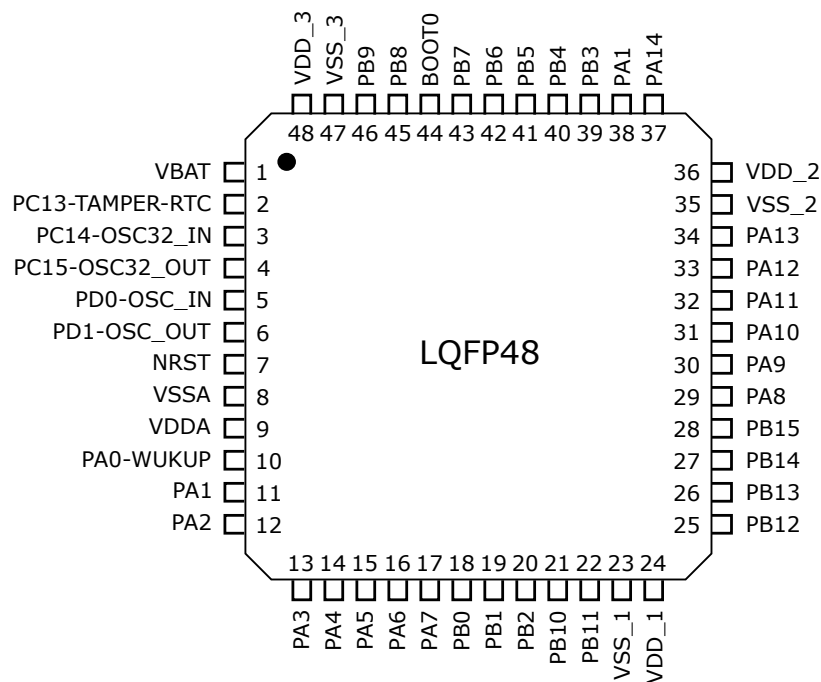 VDD_3
VSS_3
PB9
PB8
BOOT0
PB7
PB6
PB5
PB4
PB3
PA1
PA14
48 47 46 45 44 43 42 41 40 39 38 37
VBAT 1
PC13-TAMPER-RTC 2
PC14-OSC32_IN 3
PC15-OSC32_OUT 4
PD0-OSC_IN 5
PD1-OSC_OUT 6
NRST 7
VSSA 8
VDDA 9
PA0-WUKUP 10
PA1 11
PA2 12
LQFP48
36 VDD_2
35 VSS_2
34 PA13
33 PA12
32 PA11
31 PA10
30 PA9
29 PA8
28 PB15
27 PB14
26 PB13
25 PB12
13 14 15 16 17 18 19 20 21 22 23 24
PA3
PA4
PA5
PA6
PA7
PB0
PB1
PB2
PB10
PB11
VSS_1
VDD_1